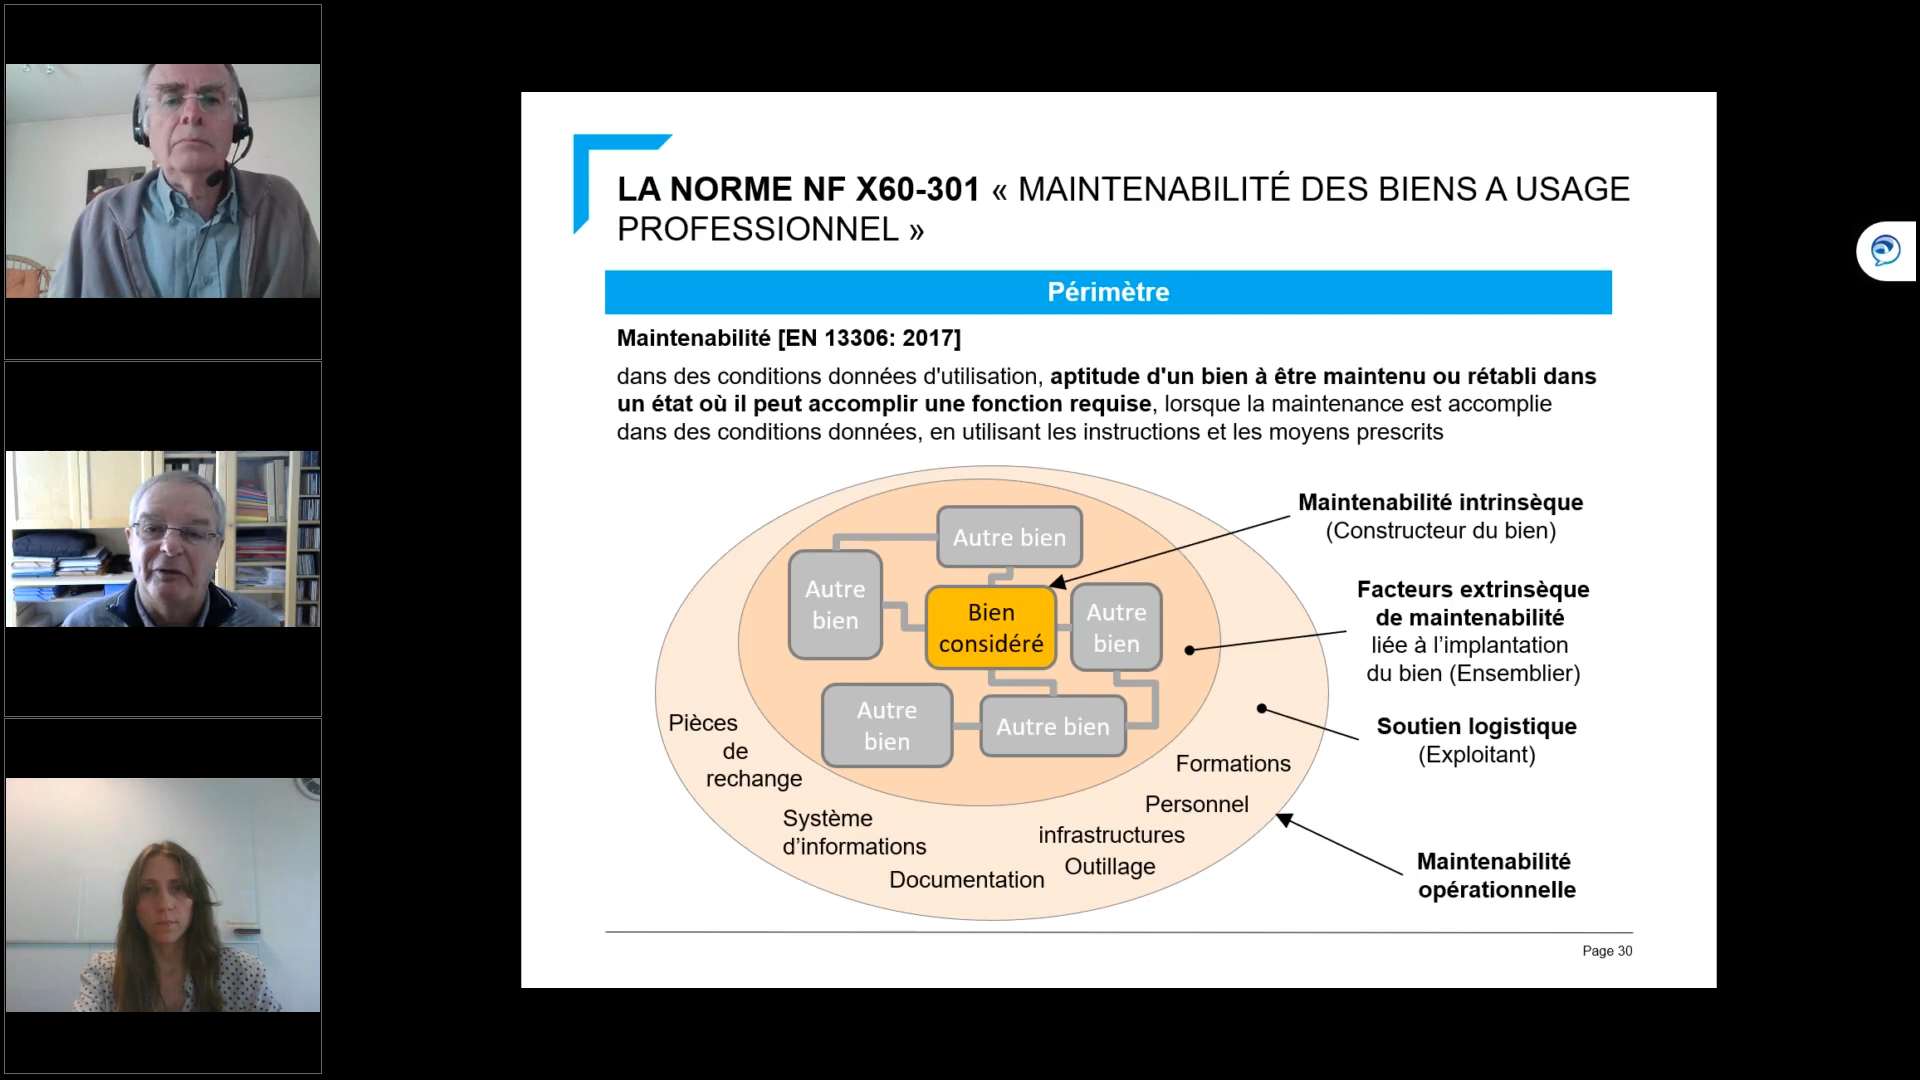 LA NORME NF X60-301 « MAINTENABILITÉ DES BIENS A USAGE
PROFESSIONNEL »
Périmètre
Maintenabilité [EN 13306: 2017]
dans des conditions données d'utilisation, aptitude d'un bien à être maintenu ou rétabli dans
un état où il peut accomplir une fonction requise, lorsque la maintenance est accomplie
dans des conditions données, en utilisant les instructions et les moyens prescrits
Autre bien
Autre
bien
Bien
considéré
Autre
bien
Autre
bien
Autre bien
Pièces
de
rechange
Système
d’informations
Documentation
Outillage
infrastructures
Personnel
Formations
Maintenabilité intrinsèque
(Constructeur du bien)
Facteurs extrinsèque
de maintenabilité
liée à l’implantation
du bien (Ensemblier)
Soutien logistique
(Exploitant)
Maintenabilité
opérationnelle
Page 30